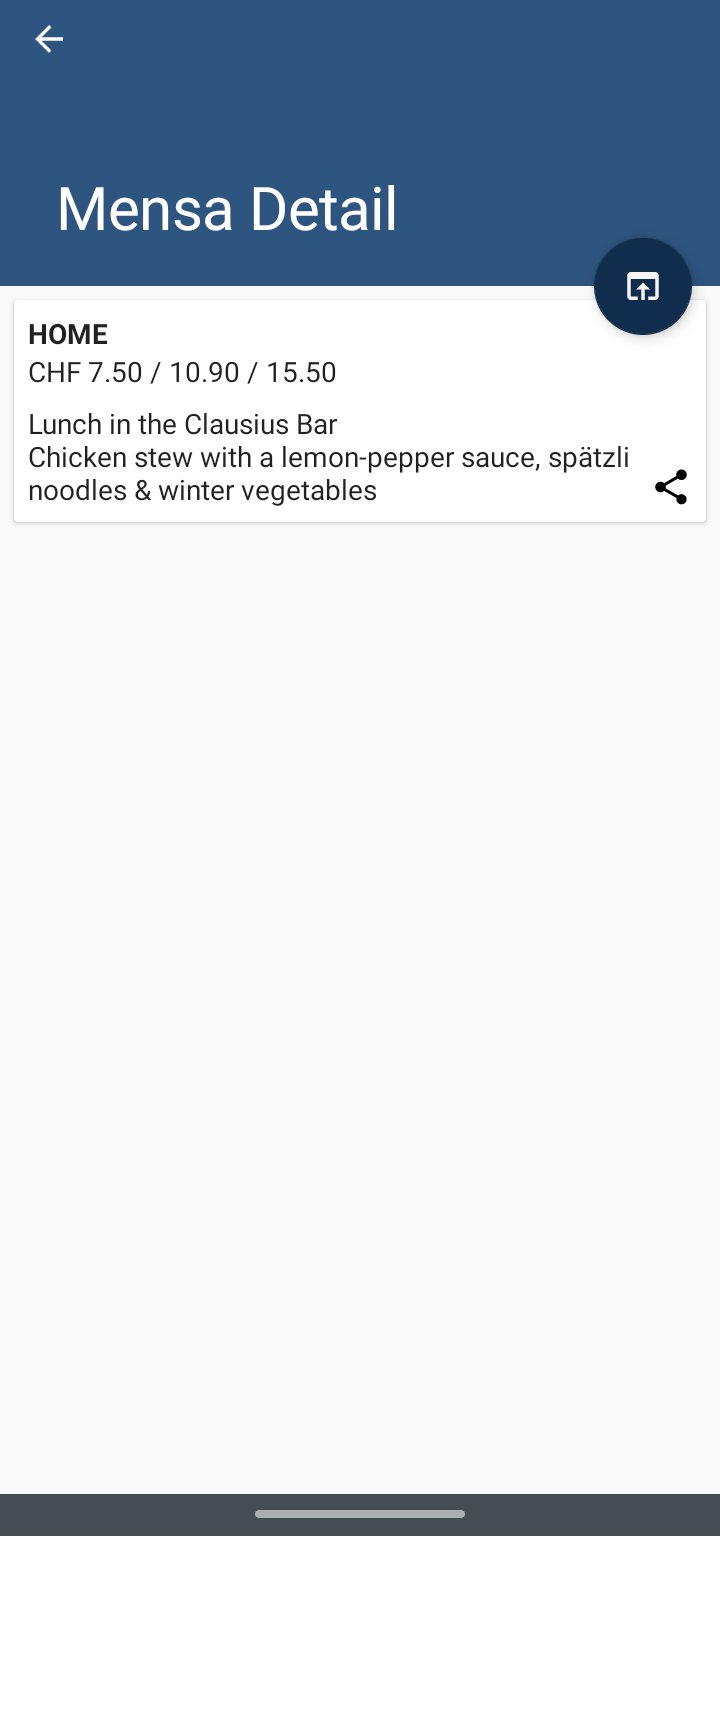 Mensa Detail
HOME
CHF 7.50 / 10.90 / 15.50
Lunch in the Clausius Bar
Chicken stew with a lemon-pepper sauce, spätzli
noodles & winter vegetables